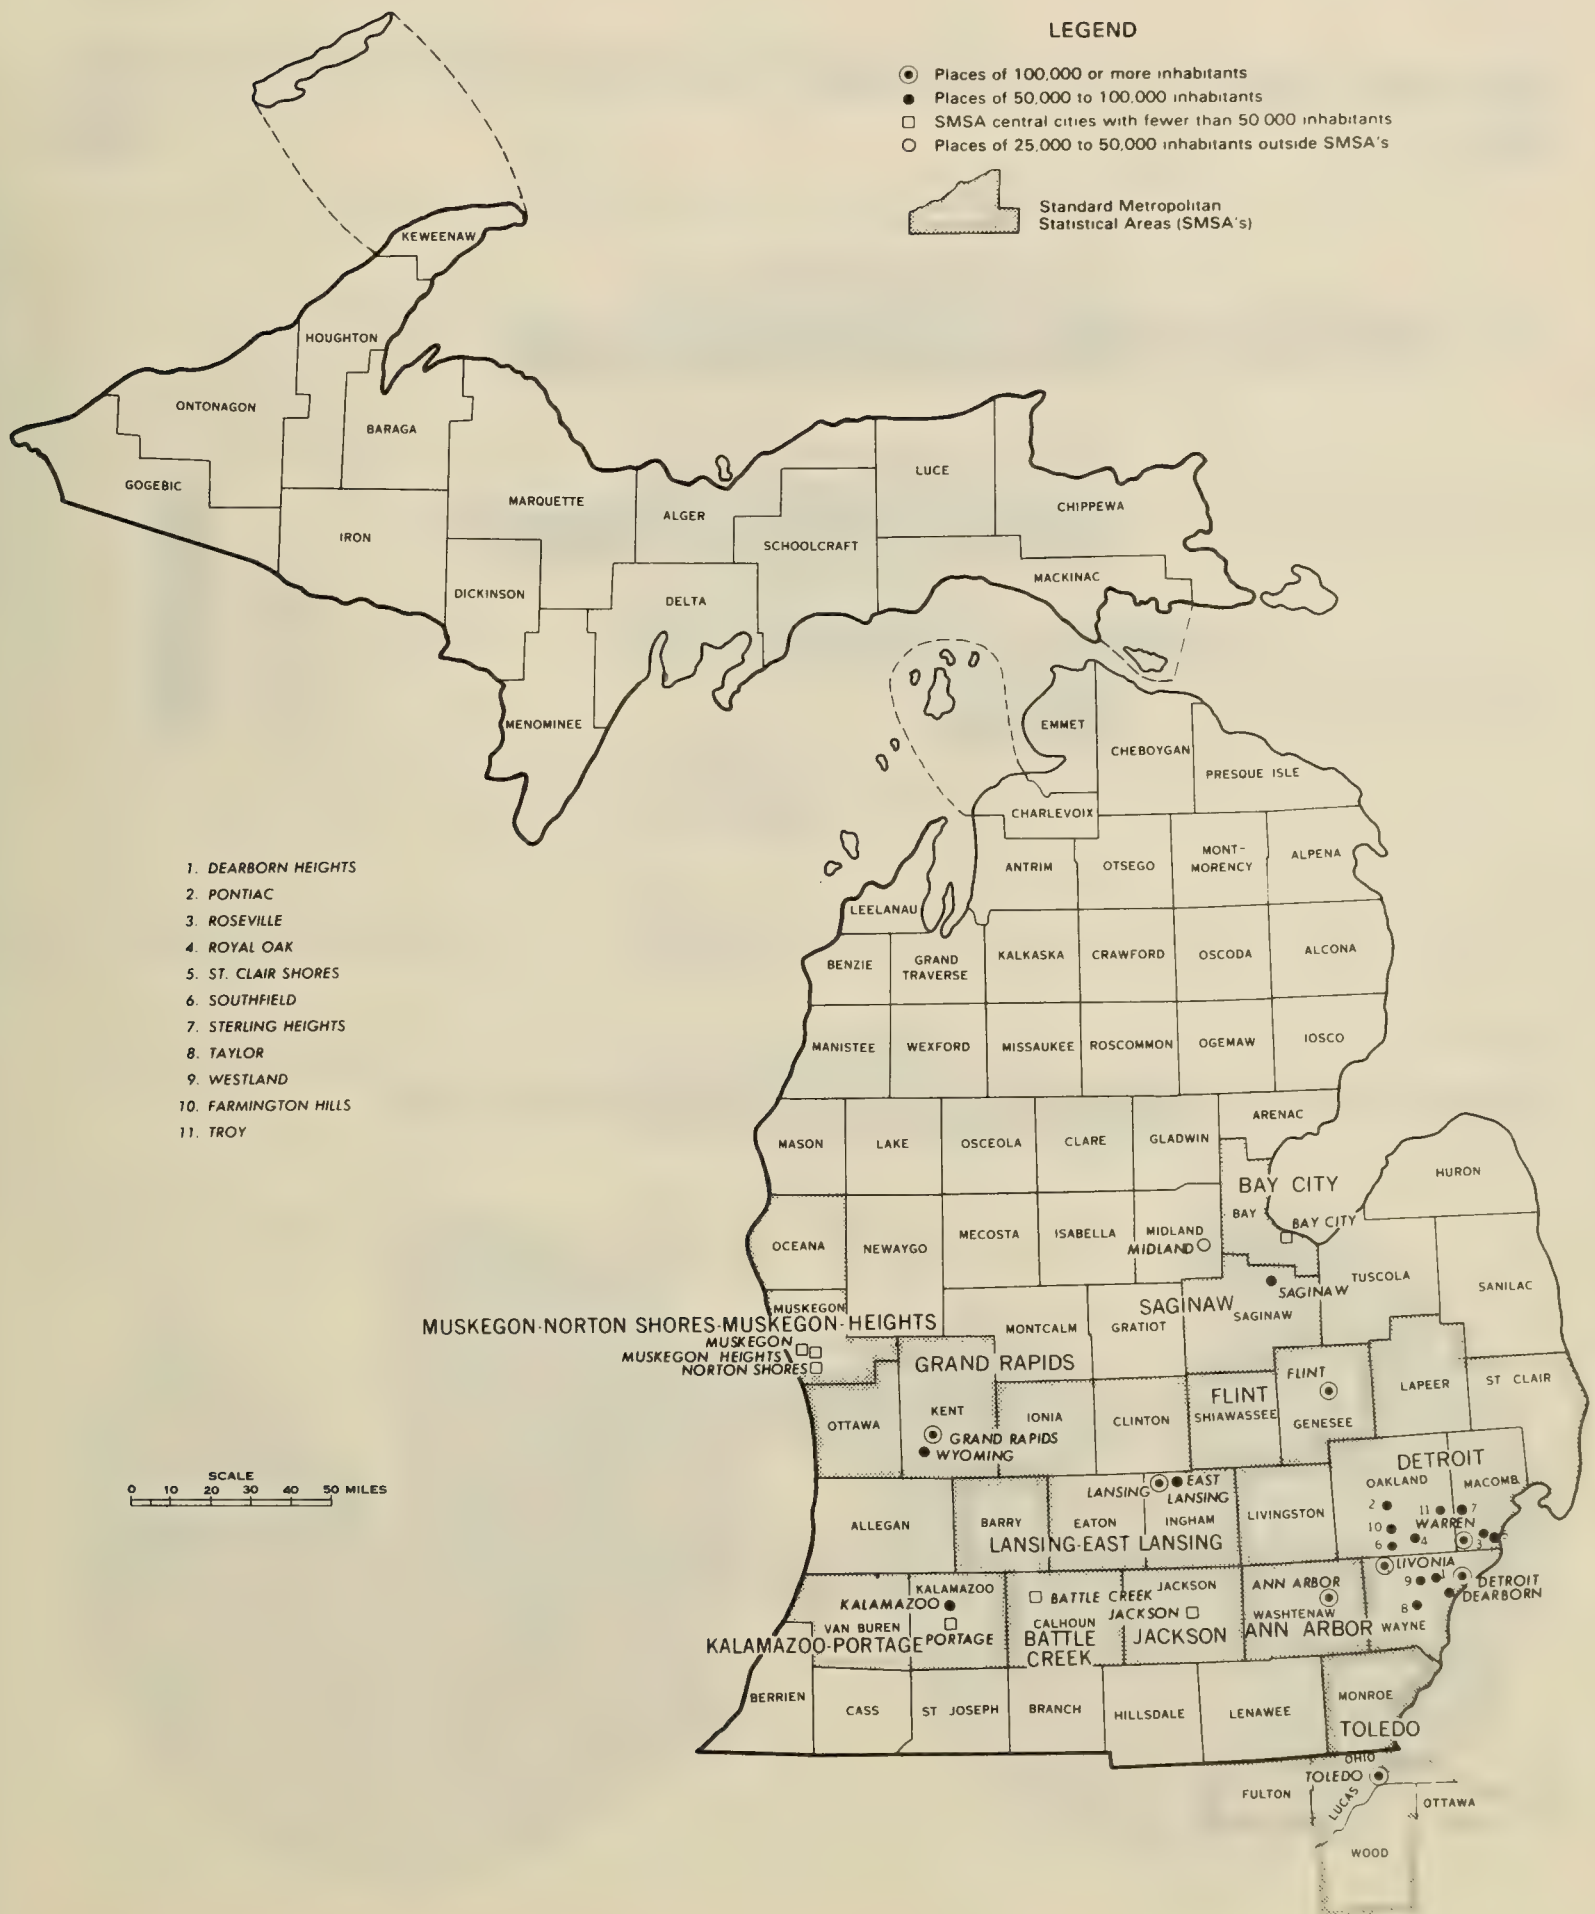 LEGEND
Places of 100,000 or more inhabitants
Places of 50,000 to 100,000 inhabitants
SMSA central cities with fewer than 50 000 inhabitants
Places of 25,000 to 50,000 inhabitants outside SMSA's
Standard Metropolitan
Statistical Areas (SMSA's)
KEWEENAW
HOUGHTON
ONTONAGON
BARAGA
GOGEBIC
LUCE
MARQUETTE
ALGER
CHIPPEWA
IRON
SCHOOLCRAFT
MACKINAC
DICKINSON
DELTA
MENOMINEE
EMMET
CHEBOYGAN
PRESQUE ISLE
CHARLEVOIX
ANTRIM
OTSEGO
MONT-
MORENCY
ALPENA
1. DEARBORN HEIGHTS
2. PONTIAC
3. ROSEVILLE
4. ROYAL OAK
5. ST. CLAIR SHORES
6. SOUTHFIELD
7. STERLING HEIGHTS
8. TAYLOR
9. WESTLAND
10. FARMINGTON HILLS
11. TROY
LEELANAU
BENZIE
GRAND
TRAVERSE
KALKASKA
CRAWFORD
OSCODA
ALCONA
MANISTEE
WEXFORD
MISSAUKEE
ROSCOMMON
OGEMAW
IOSCO
ARENAC
MASON
LAKE
OSCEOLA
CLARE
GLADWIN
HURON
BAY CITY
BAY
BAY CITY
OCEANA
NEWAYGO
MECOSTA
ISABELLA
MIDLAND
MIDLAND
TUSCOLA
SANILAC
SAGINAW
SAGINAW
SAGINAW
MUSKEGON
MUSKEGON-NORTON SHORES-MUSKEGON-HEIGHTS
MUSKEGON
MUSKEGON HEIGHTS
NORTON SHORES
MONTCALM
GRATIOT
GRAND RAPIDS
FLINT
FLINT
LAPEER
ST CLAIR
OTTAWA
KENT
GRAND RAPIDS
WYOMING
IONIA
CLINTON
SHIAWASSEE
GENESEE
DETROIT
OAKLAND
MACOMB
SCALE
0 10 20 30 40 50 MILES
LANSING
EAST
LANSING
ALLEGAN
BARRY
EATON
INGHAM
LIVINGSTON
LANSING-EAST LANSING
2
11
7
WARREN
10
4
3
6
LIVONIA
9
1
DETROIT
DEARBORN
8
KALAMAZOO
KALAMAZOO
VAN BUREN
PORTAGE
KALAMAZOO-PORTAGE
BATTLE CREEK
CALHOUN
BATTLE
CREEK
JACKSON
JACKSON
JACKSON
ANN ARBOR
WASHTENAW
ANN ARBOR
WAYNE
BERRIEN
CASS
ST JOSEPH
BRANCH
HILLSDALE
LENAWEE
MONROE
TOLEDO
OHIO
TOLEDO
FULTON
LUCAS
OTTAWA
WOOD